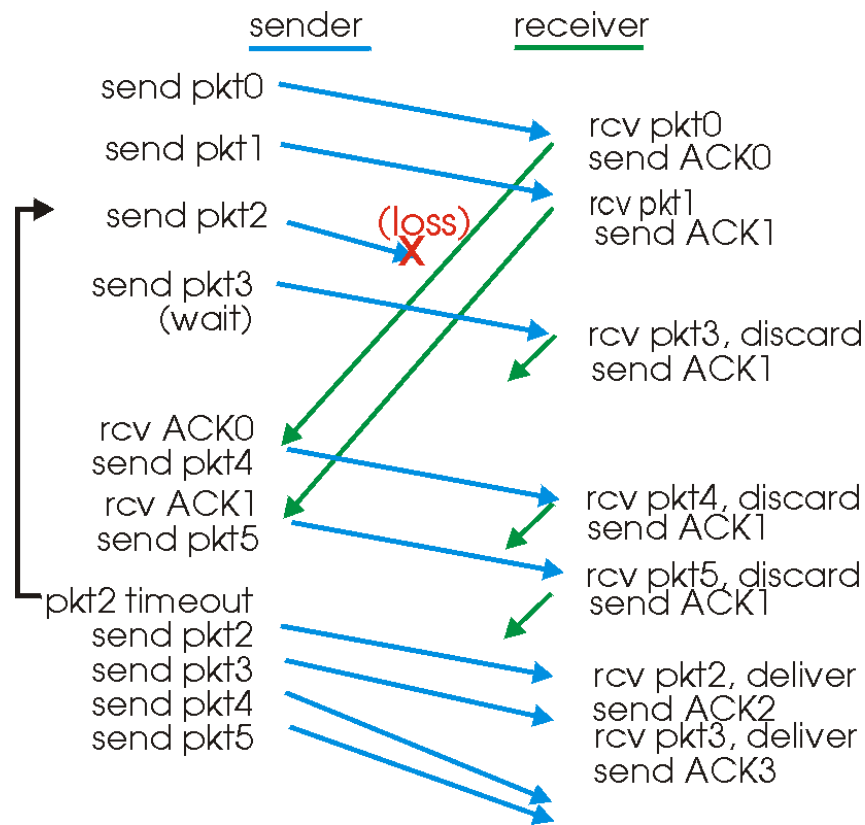 sender
receiver
send pkt0
rcv pkt0
send ACK0
send pkt1
rcv pkt1
send ACK1
send pkt2
(loss)
X
send pkt3
(wait)
rcv pkt3, discard
send ACK1
rcv ACK0
send pkt4
rcv ACK1
send pkt5
rcv pkt4, discard
send ACK1
rcv pkt5, discard
send ACK1
pkt2 timeout
send pkt2
send pkt3
send pkt4
send pkt5
rcv pkt2, deliver
send ACK2
rcv pkt3, deliver
send ACK3